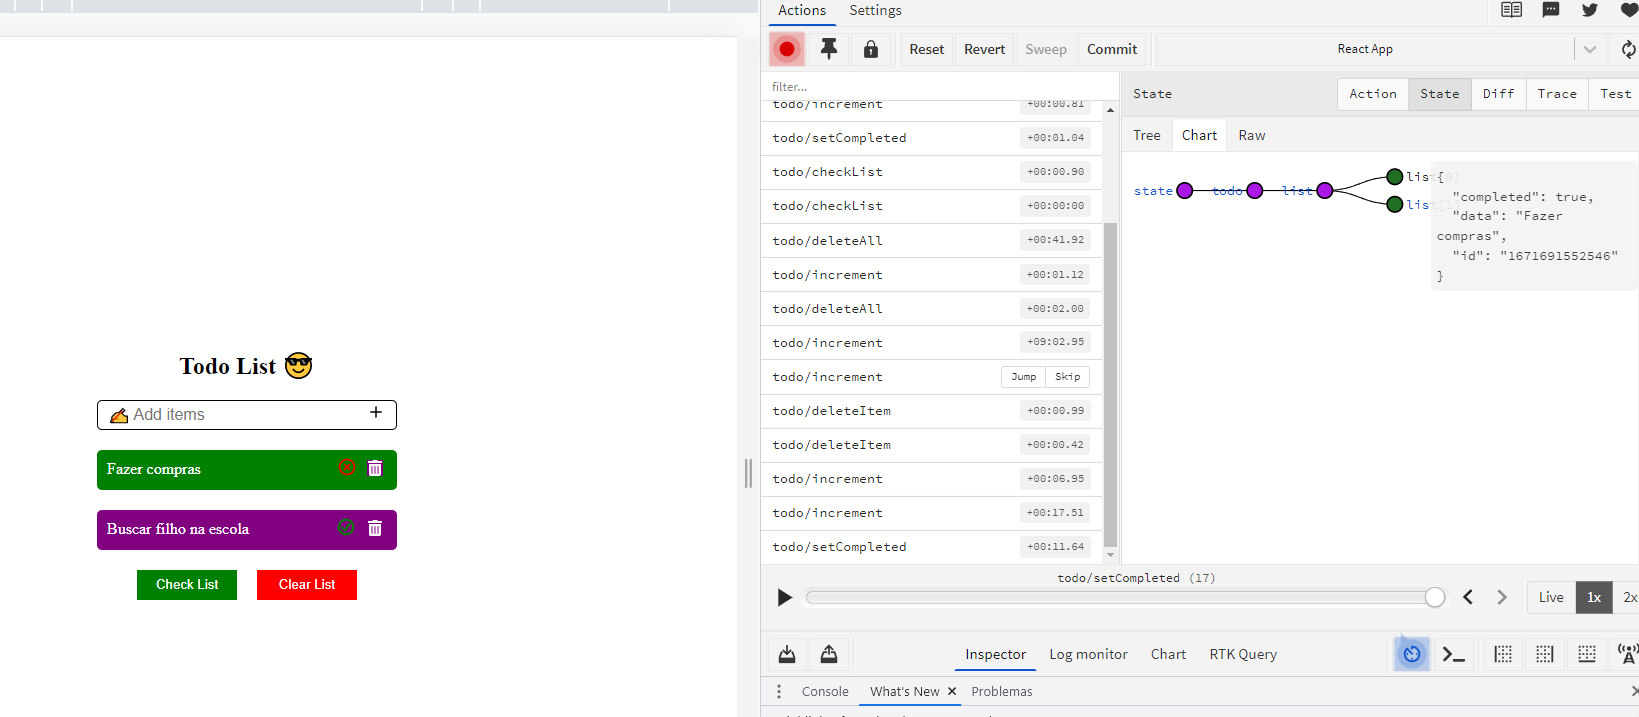 Todo List 😎
✍ Add items +
Fazer compras
Buscar filho na escola
Check List Clear List
Actions Settings
Reset Revert Sweep Commit React App
filter...
todo/increment +00:00.81
todo/setCompleted +00:01.04
todo/checkList +00:00.90
todo/checkList +00:00:00
todo/deleteAll +00:41.92
todo/increment +00:01.12
todo/deleteAll +00:02.00
todo/increment +09:02.95
todo/increment Jump Skip
todo/deleteItem +00:00.99
todo/deleteItem +00:00.42
todo/increment +00:06.95
todo/increment +00:17.51
todo/setCompleted +00:11.64
State Action State Diff Trace Test
Tree Chart Raw
state todo list list[0]
list[1]
{
"completed": true,
"data": "Fazer
compras",
"id": "1671691552546"
}
todo/setCompleted (17)
Live 1x 2x
Inspector Log monitor Chart RTK Query
Console What's New × Problemas